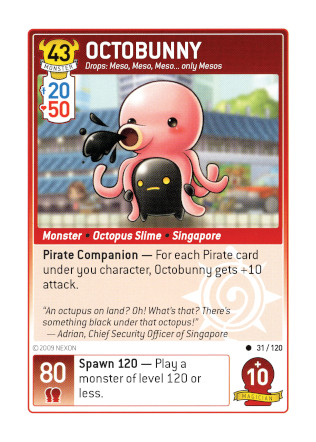 43
MONSTER
OCTOBUNNY
Drops: Meso, Meso, Meso... only Mesos
20
50
Monster • Octopus Slime • Singapore
Pirate Companion — For each Pirate card
under you character, Octobunny gets +10
attack.
"An octopus on land? Oh! What's that? There's
something black under that octopus!"
— Adrian, Chief Security Officer of Singapore
©2009 NEXON
● 31/120
80
Spawn 120 — Play a
monster of level 120 or
less.
+
10
MAGICIAN